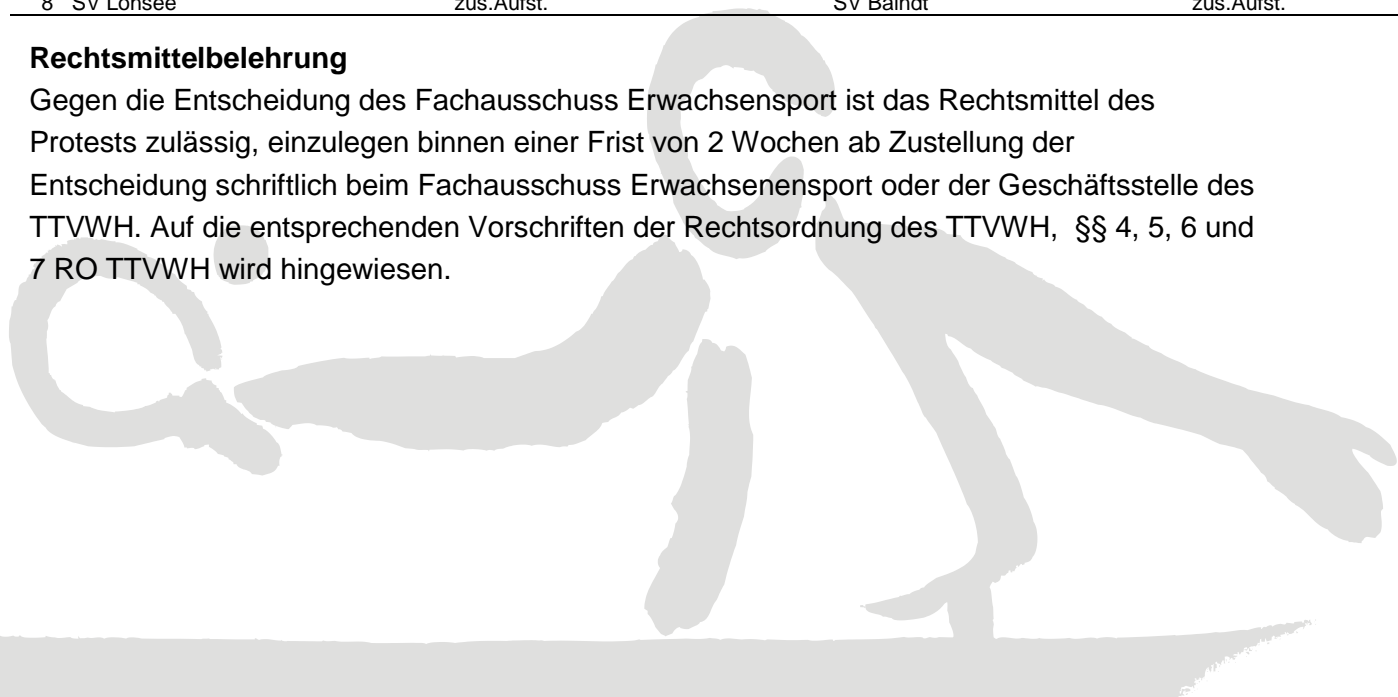 8 SV Lonsee zus.Aufst. SV Baindt zus.Aufst.
Rechtsmittelbelehrung
Gegen die Entscheidung des Fachausschuss Erwachsensport ist das Rechtsmittel des
Protests zulässig, einzulegen binnen einer Frist von 2 Wochen ab Zustellung der
Entscheidung schriftlich beim Fachausschuss Erwachsenensport oder der Geschäftsstelle des
TTVWH. Auf die entsprechenden Vorschriften der Rechtsordnung des TTVWH, §§ 4, 5, 6 und
7 RO TTVWH wird hingewiesen.